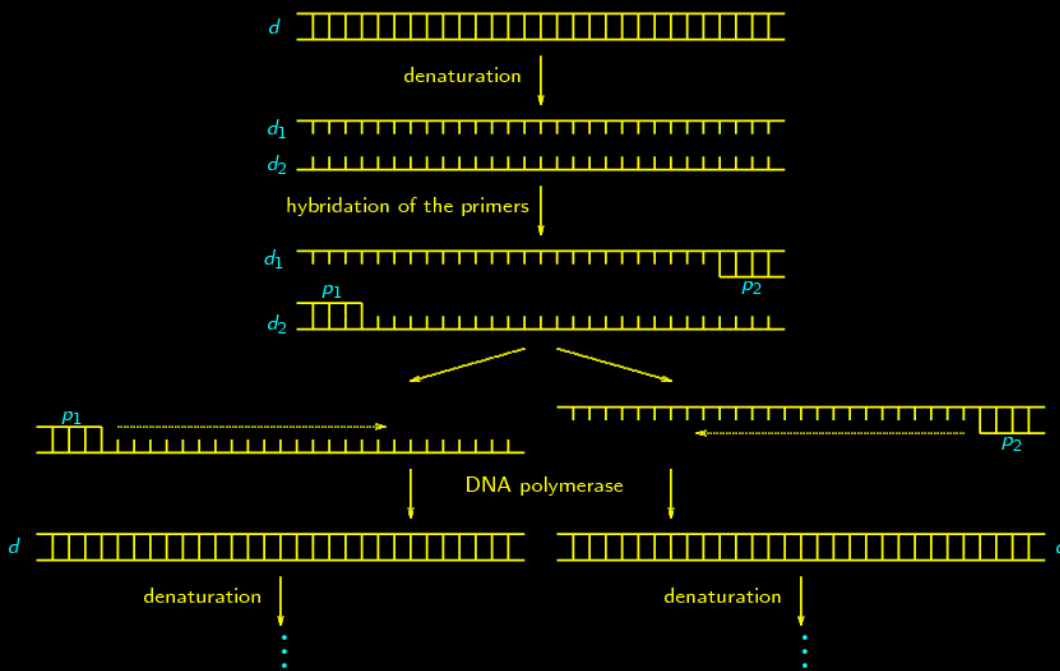 d
denaturation
d1
d2
hybridation of the primers
d1
p2
p1
d2
p1
p2
DNA polymerase
d
denaturation
denaturation